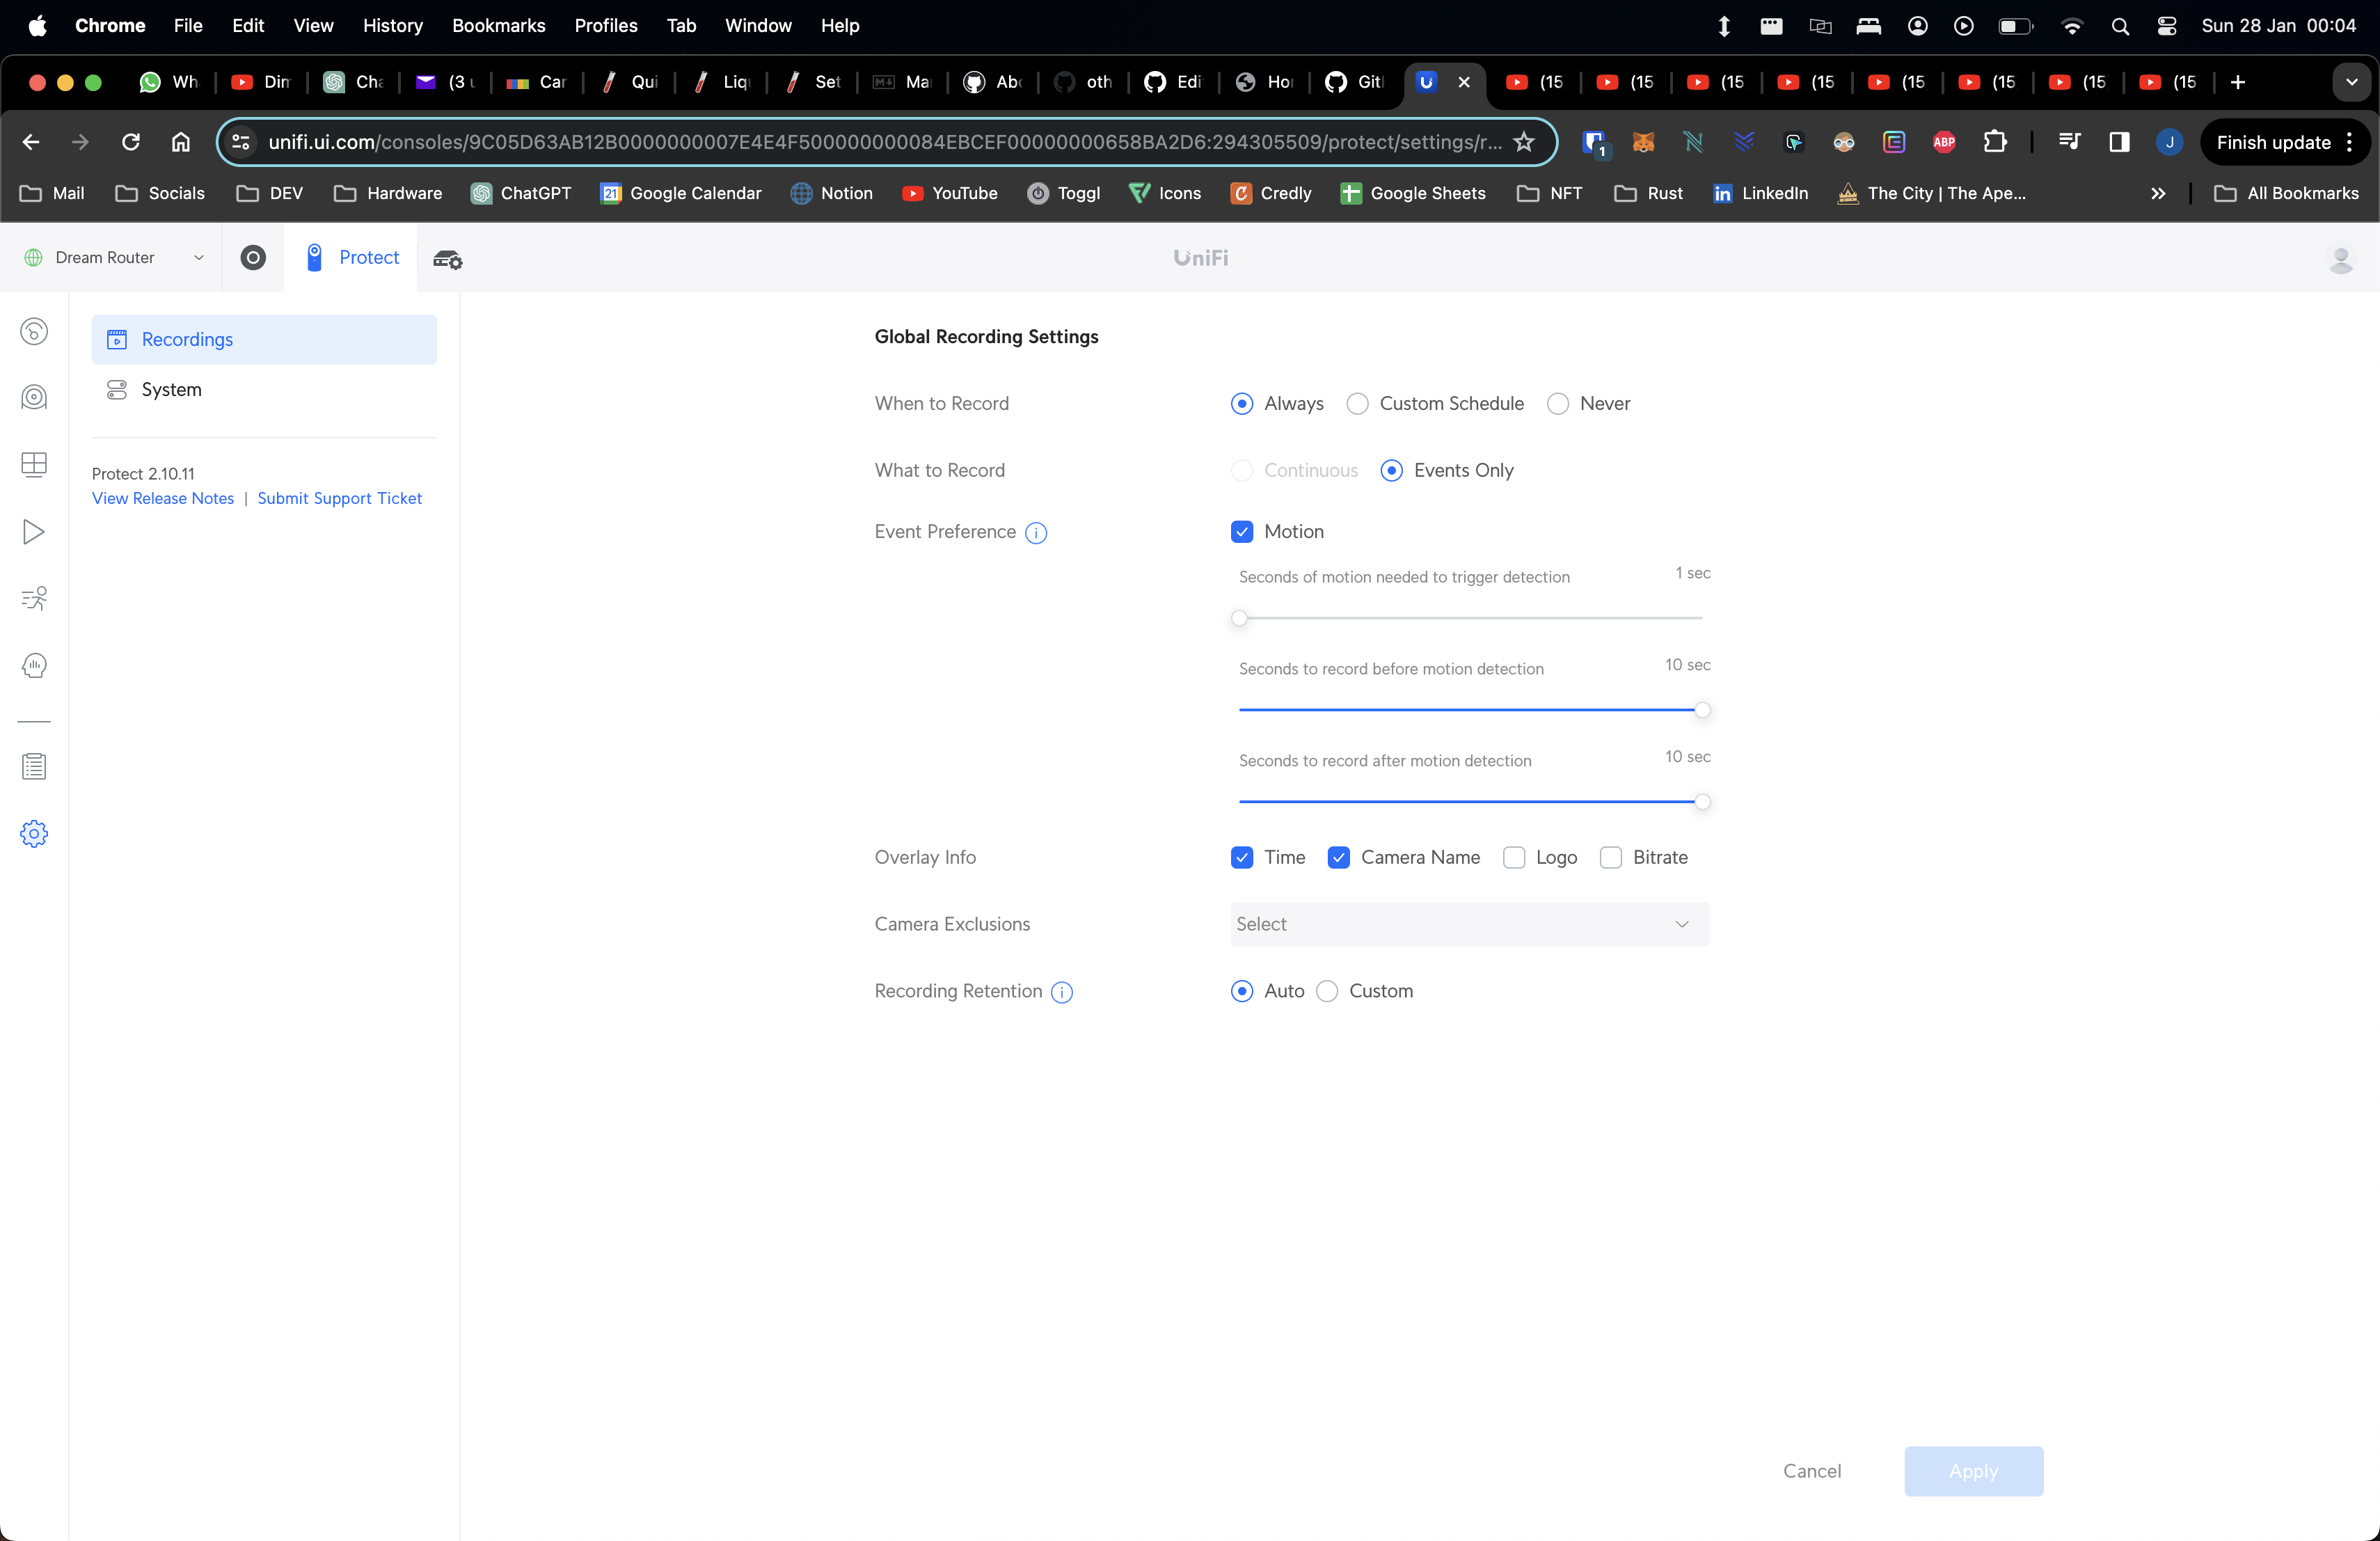 Chrome File Edit View History Bookmarks Profiles Tab Window Help Sun 28 Jan 00:04
Wh Din Cha (3 Car Qui Liq Set Ma Abo oth Edi Hor Git (15 (15 (15 (15 (15 (15 (15 (15
unifi.ui.com/consoles/9C05D63AB12B0000000007E4E4F500000000084EBCEF00000000658BA2D6:294305509/protect/settings/r... 1 ABP J Finish update
Mail Socials DEV Hardware ChatGPT 21 Google Calendar Notion YouTube Toggl Icons Credly Google Sheets NFT Rust in LinkedIn The City | The Ape... All Bookmarks
Dream Router Protect UniFi
Recordings
System
Protect 2.10.11
View Release Notes | Submit Support Ticket
Global Recording Settings
When to Record Always Custom Schedule Never
What to Record Continuous Events Only
Event Preference Motion
Seconds of motion needed to trigger detection 1 sec
Seconds to record before motion detection 10 sec
Seconds to record after motion detection 10 sec
Overlay Info Time Camera Name Logo Bitrate
Camera Exclusions Select
Recording Retention Auto Custom
Cancel Apply